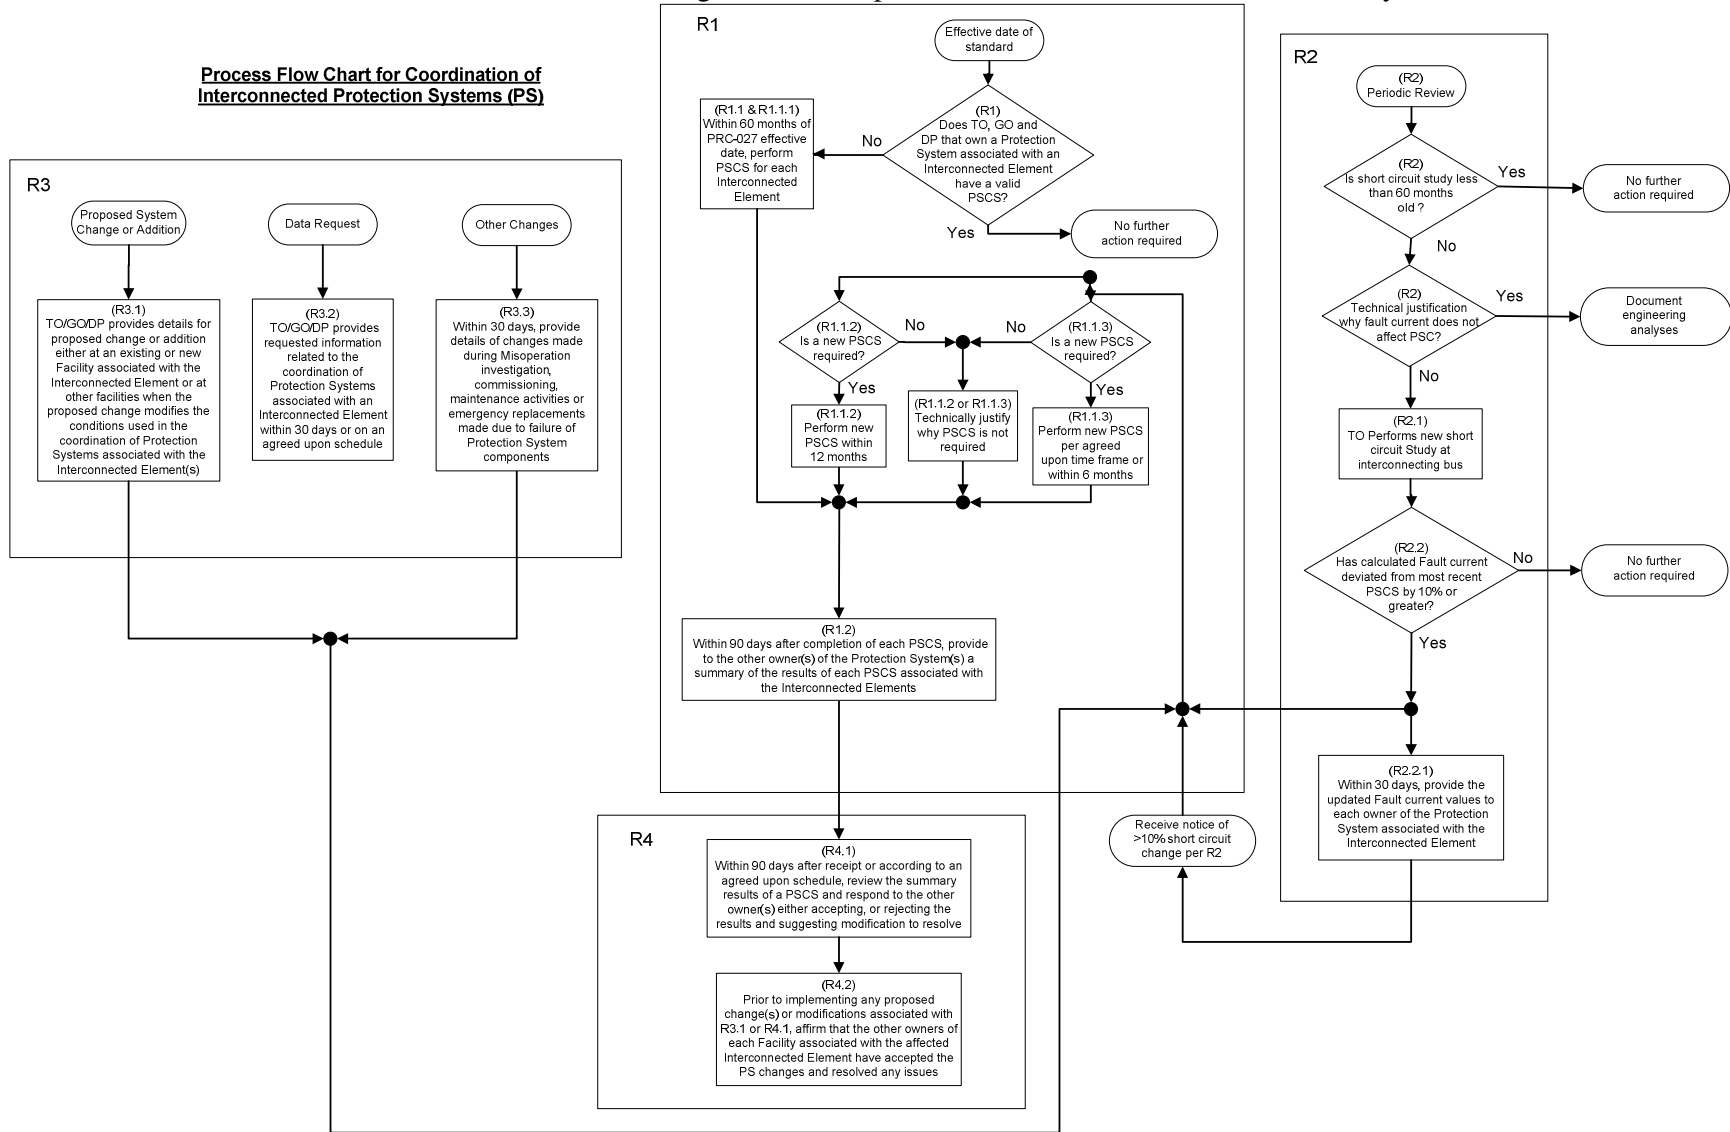 Process Flow Chart for Coordination of
Interconnected Protection Systems (PS)
R3
Proposed System
Change or Addition
Data Request
Other Changes
(R3.1)
TO/GO/DP provides details for
proposed change or addition
either at an existing or new
Facility associated with the
Interconnected Element or at
other facilities when the
proposed change modifies the
conditions used in the
coordination of Protection
Systems associated with the
Interconnected Element(s)
(R3.2)
TO/GO/DP provides
requested information
related to the
coordination of
Protection Systems
associated with an
Interconnected Element
within 30 days or on an
agreed upon schedule
(R3.3)
Within 30 days, provide
details of changes made
during Misoperation
investigation,
commissioning,
maintenance activities or
emergency replacements
made due to failure of
Protection System
components
R1
Effective date of
standard
(R1.1 & R1.1.1)
Within 60 months of
PRC-027 effective
date, perform
PSCS for each
Interconnected
Element
No
(R1)
Does TO, GO and
DP that own a Protection
System associated with an
Interconnected Element
have a valid
PSCS?
Yes
No further
action required
(R1.1.2)
Is a new PSCS
required?
No
No
(R1.1.3)
Is a new PSCS
required?
Yes
Yes
(R1.1.2)
Perform new
PSCS within
12 months
(R1.1.2 or R1.1.3)
Technically justify
why PSCS is not
required
(R1.1.3)
Perform new PSCS
per agreed
upon time frame or
within 6 months
(R1.2)
Within 90 days after completion of each PSCS, provide
to the other owner(s) of the Protection System(s) a
summary of the results of each PSCS associated with
the Interconnected Elements
R4
(R4.1)
Within 90 days after receipt or according to an
agreed upon schedule, review the summary
results of a PSCS and respond to the other
owner(s) either accepting, or rejecting the
results and suggesting modification to resolve
(R4.2)
Prior to implementing any proposed
change(s) or modifications associated with
R3.1 or R4.1, affirm that the other owners of
each Facility associated with the affected
Interconnected Element have accepted the
PS changes and resolved any issues
Receive notice of
>10% short circuit
change per R2
R2
(R2)
Periodic Review
(R2)
Is short circuit study less
than 60 months
old ?
Yes
No further
action required
No
(R2)
Technical justification
why fault current does not
affect PSC?
Yes
Document
engineering
analyses
No
(R2.1)
TO Performs new short
circuit Study at
interconnecting bus
(R2.2)
Has calculated Fault current
deviated from most recent
PSCS by 10% or
greater?
No
No further
action required
Yes
(R2.2.1)
Within 30 days, provide the
updated Fault current values to
each owner of the Protection
System associated with the
Interconnected Element